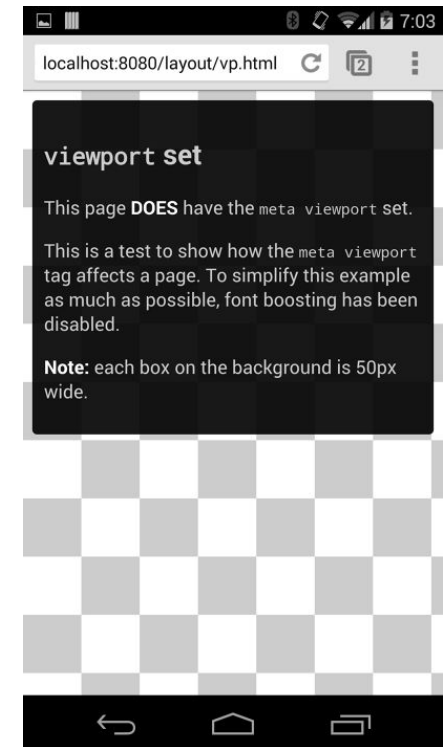 7:03
localhost:8080/layout/vp.html
2
viewport set
This page DOES have the meta viewport set.
This is a test to show how the meta viewport
tag affects a page. To simplify this example
as much as possible, font boosting has been
disabled.
Note: each box on the background is 50px
wide.